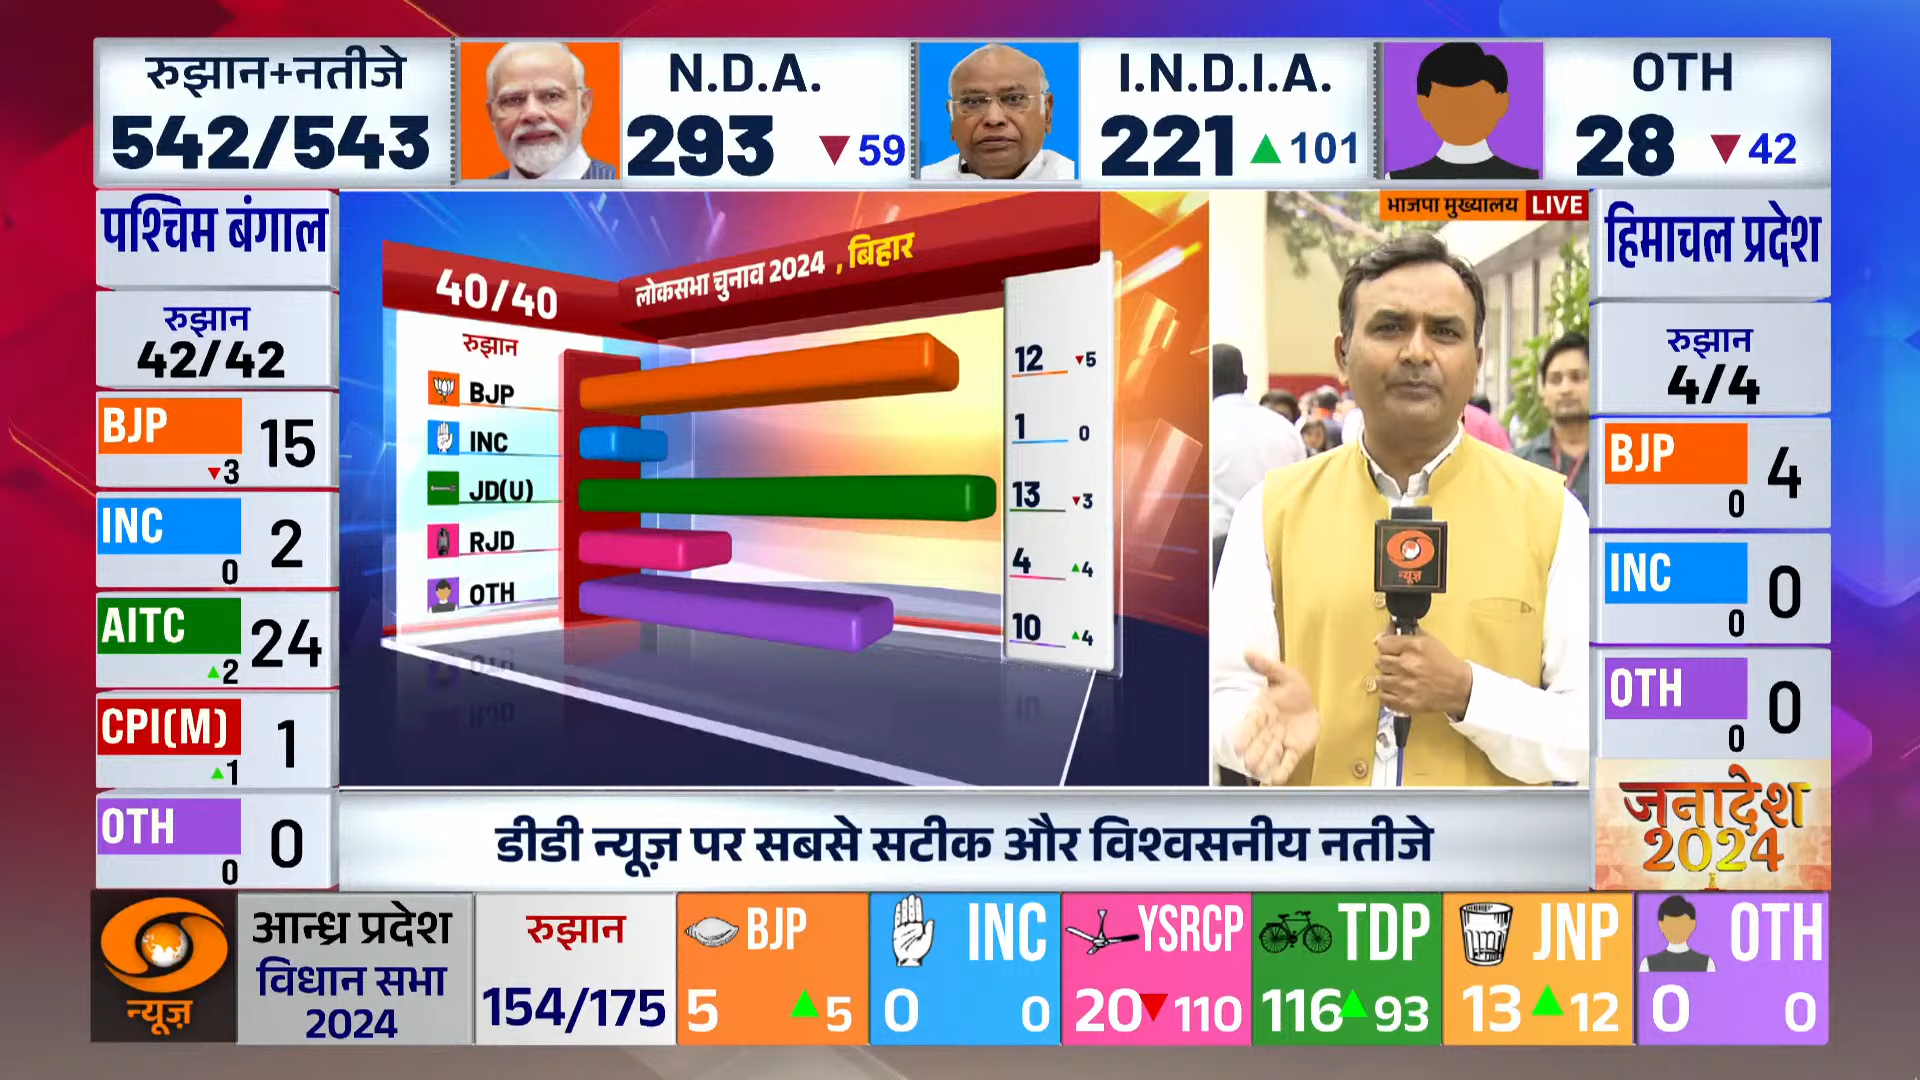 रुझान+नतीजे
542/543
N.D.A.
293 ▼59
I.N.D.I.A.
221 ▲101
OTH
28 ▼42
पश्चिम बंगाल
रुझान
42/42
BJP 15
▼3
INC 2
0
AITC 24
▲2
CPI(M) 1
▲1
OTH 0
0
40/40
लोकसभा चुनाव 2024 , बिहार
रुझान
BJP 12 ▼5
INC 1 0
JD(U) 13 ▼3
RJD 4 ▲4
OTH 10 ▲4
भाजपा मुख्यालय LIVE
न्यूज़
हिमाचल प्रदेश
रुझान
4/4
BJP 4
0
INC 0
0
OTH 0
0
जनादेश
2024
डीडी न्यूज़ पर सबसे सटीक और विश्वसनीय नतीजे
न्यूज़
आन्ध्र प्रदेश
विधान सभा
2024
रुझान
154/175
BJP
5 ▲5
INC
0 0
YSRCP
20 ▼110
TDP
116 ▲93
JNP
13 ▲12
OTH
0 0